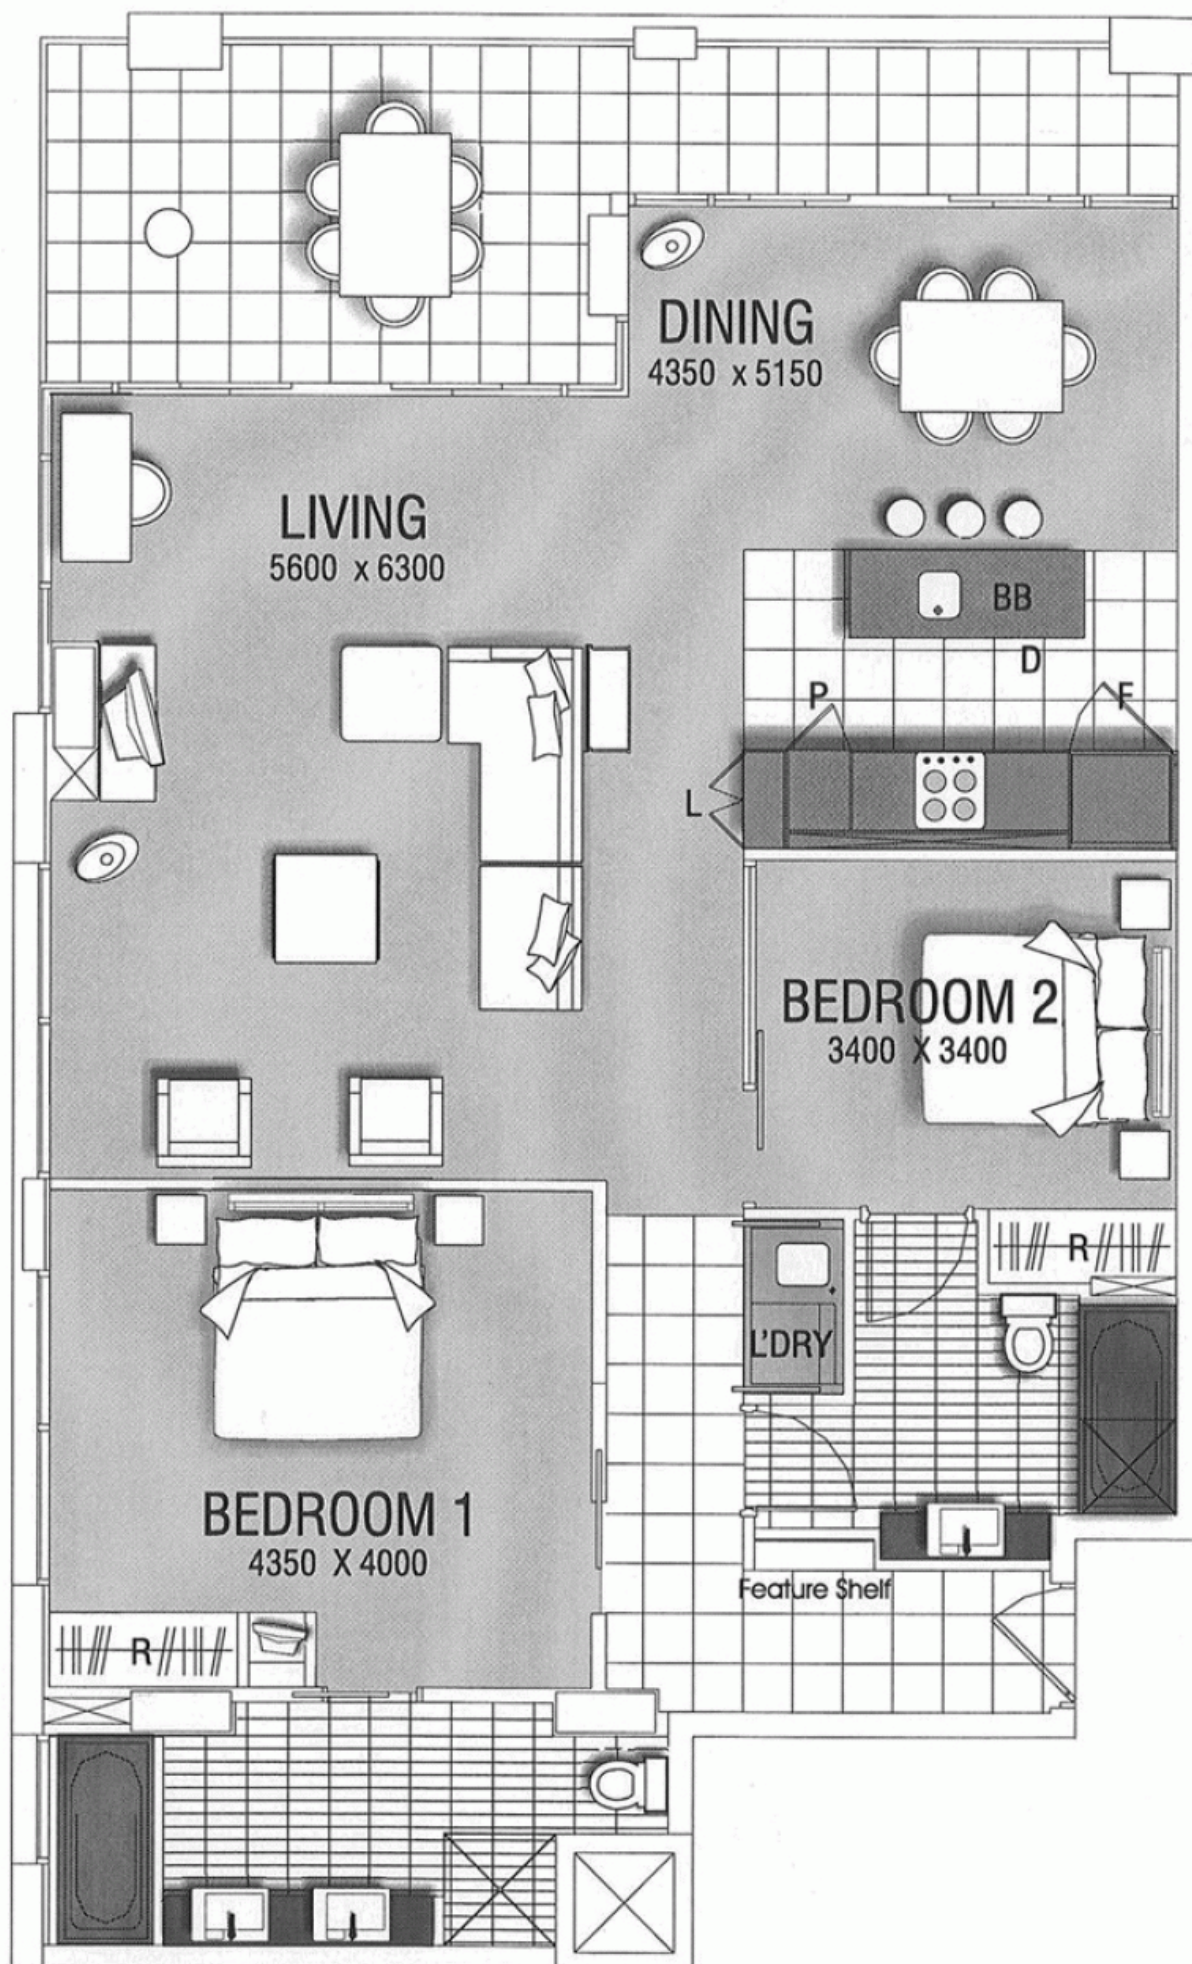 DINING
4350 x 5150
LIVING
5600 x 6300
BB
D
P
F
L
BEDROOM 2
3400 X 3400
R
L'DRY
BEDROOM 1
4350 X 4000
Feature Shelf
R